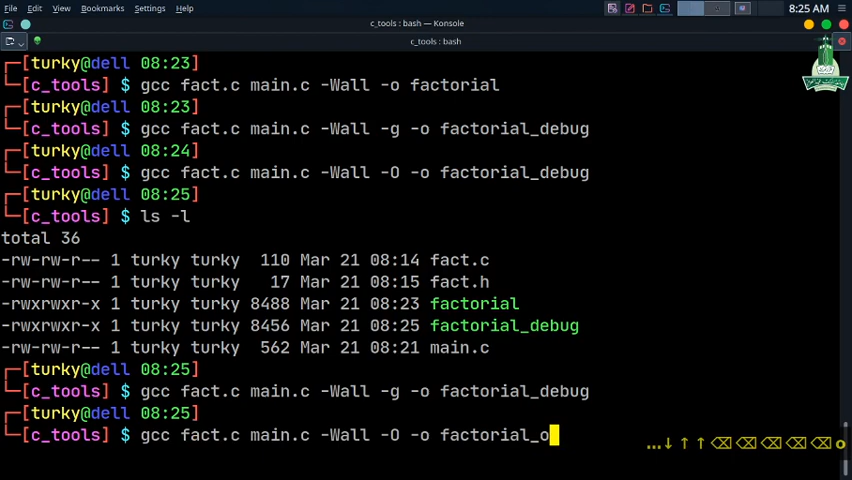 File Edit View Bookmarks Settings Help 8:25 AM
c_tools : bash — Konsole
c_tools : bash
┌─[turky@dell 08:23]
└─[c_tools] $ gcc fact.c main.c -Wall -o factorial
┌─[turky@dell 08:23]
└─[c_tools] $ gcc fact.c main.c -Wall -g -o factorial_debug
┌─[turky@dell 08:24]
└─[c_tools] $ gcc fact.c main.c -Wall -O -o factorial_debug
┌─[turky@dell 08:25]
└─[c_tools] $ ls -l
total 36
-rw-rw-r-- 1 turky turky  110 Mar 21 08:14 fact.c
-rw-rw-r-- 1 turky turky   17 Mar 21 08:15 fact.h
-rwxrwxr-x 1 turky turky 8488 Mar 21 08:23 factorial
-rwxrwxr-x 1 turky turky 8456 Mar 21 08:25 factorial_debug
-rw-rw-r-- 1 turky turky  562 Mar 21 08:21 main.c
┌─[turky@dell 08:25]
└─[c_tools] $ gcc fact.c main.c -Wall -g -o factorial_debug
┌─[turky@dell 08:25]
└─[c_tools] $ gcc fact.c main.c -Wall -O -o factorial_o
…↓↑↑⌫⌫⌫⌫⌫o